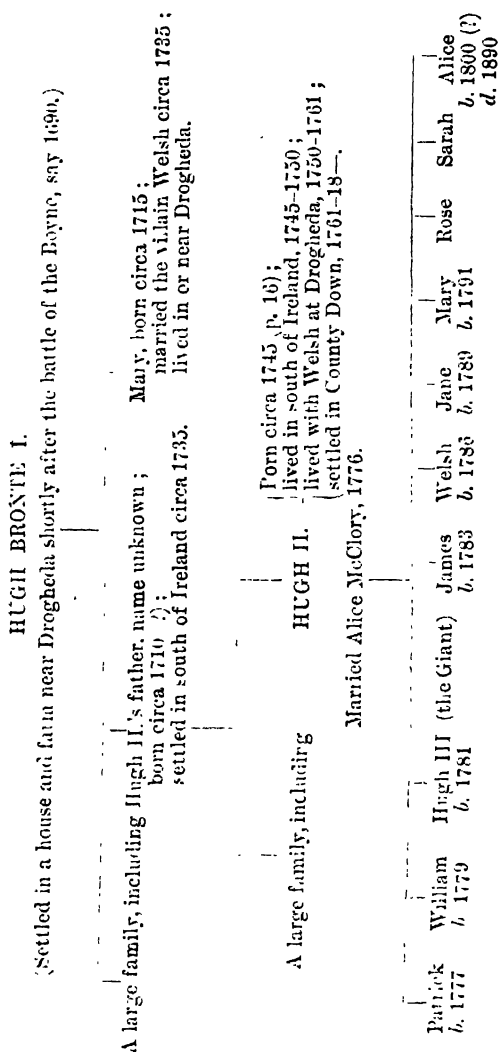 HUGH BRONTE I.
(Settled in a house and farm near Drogheda shortly after the battle of the Boyne, say 1690.)
A large family, including Hugh II.'s father, name unknown;
born circa 1710 (?);
settled in south of Ireland circa 1735.
Mary, born circa 1715;
married the villain Welsh circa 1735;
lived in or near Drogheda.
A large family, including
HUGH II.
Born circa 1745 (p. 16);
lived in south of Ireland, 1745-1750;
lived with Welsh at Drogheda, 1750-1761;
settled in County Down, 1761-18—.
Married Alice McClory, 1776.
Patrick
b. 1777
William
b. 1779
Hugh III (the Giant)
b. 1781
James
b. 1783
Welsh
b. 1786
Jane
b. 1789
Mary
b. 1791
Rose
Sarah
Alice
b. 1800 (?)
d. 1890